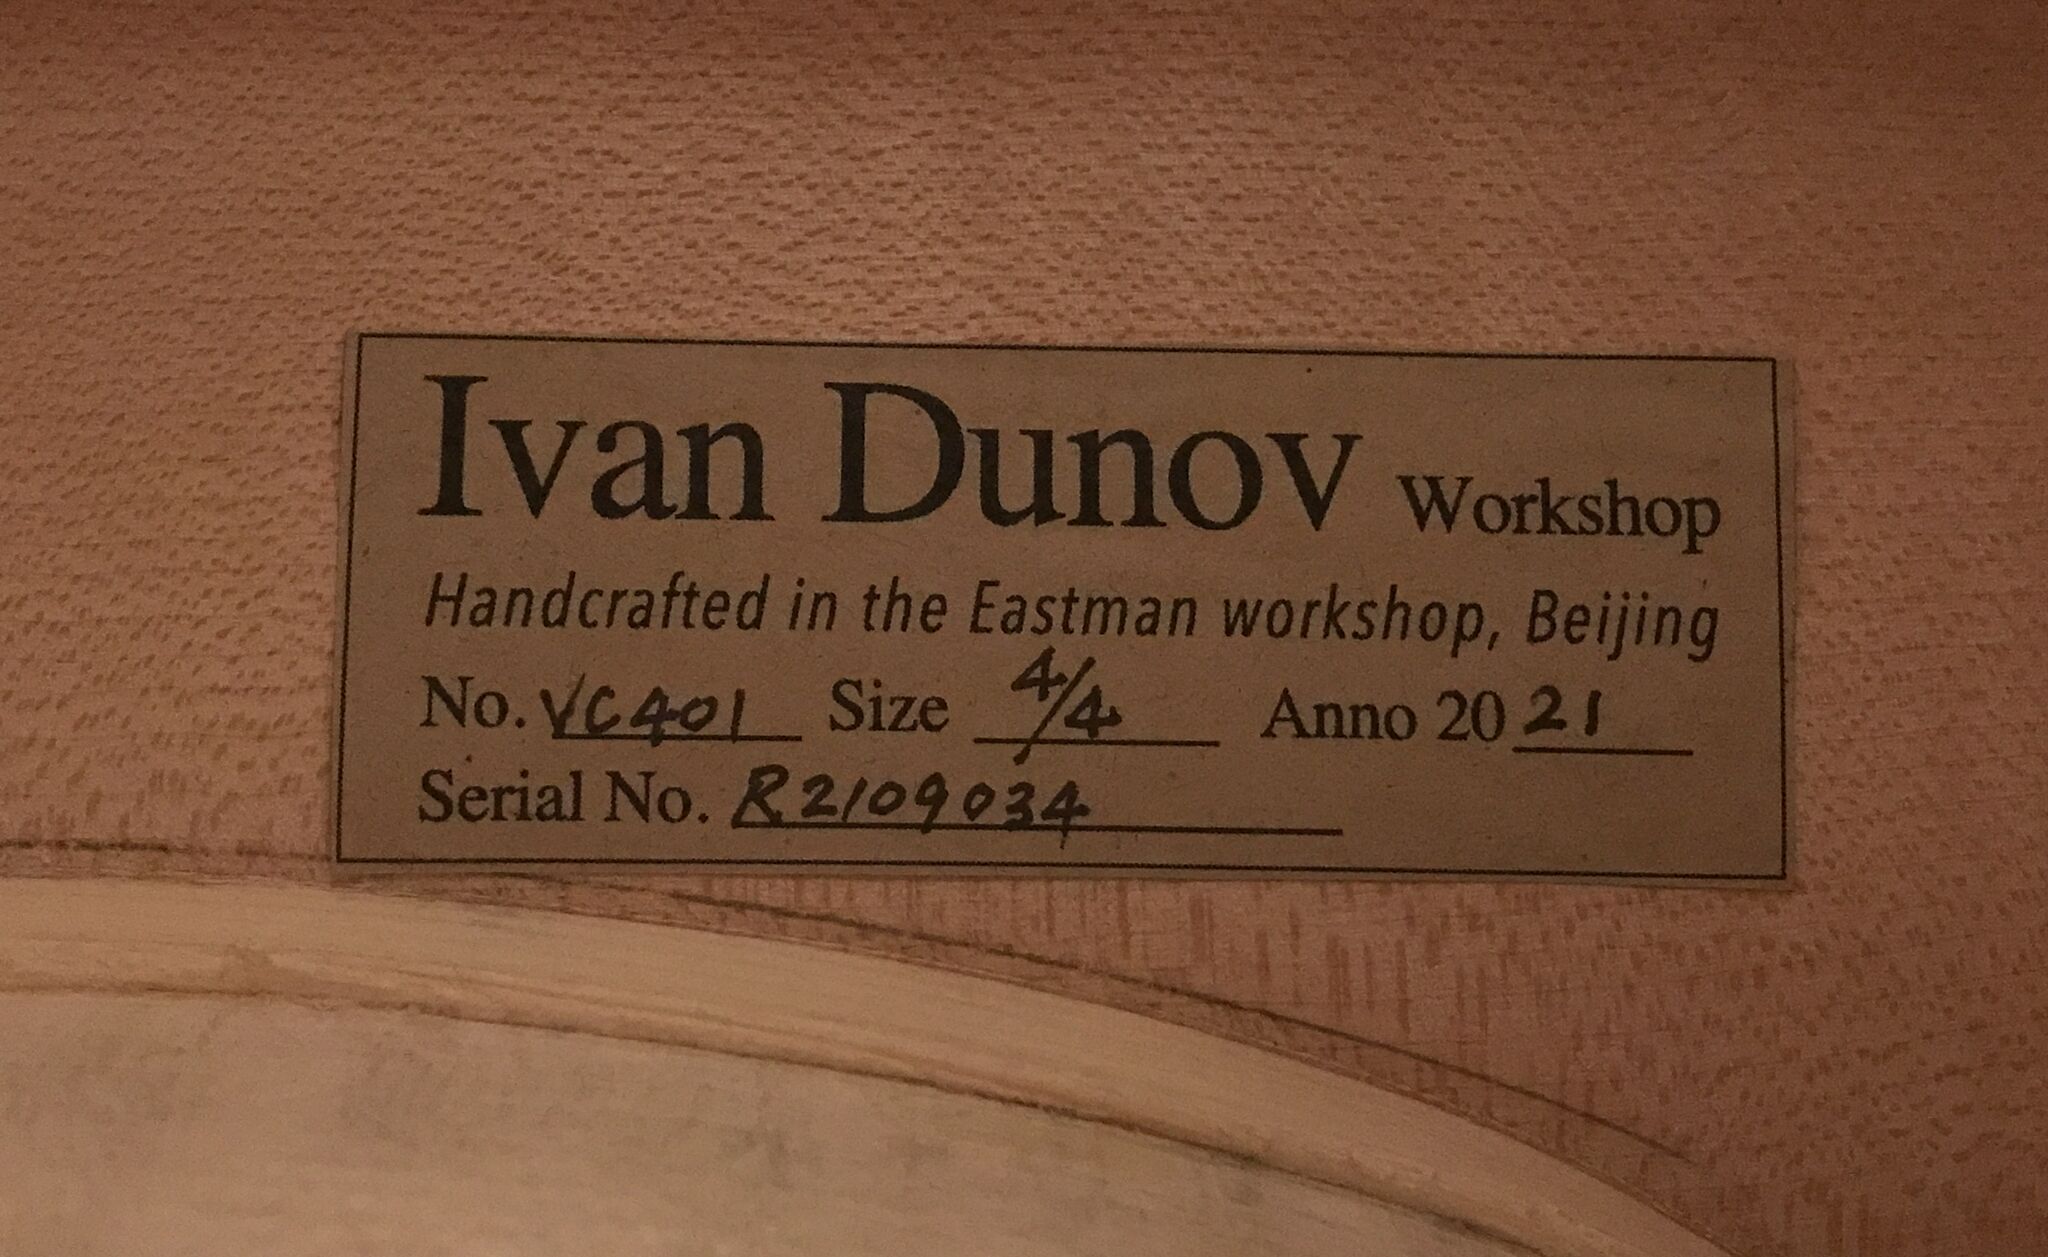 Ivan Dunov Workshop
Handcrafted in the Eastman workshop, Beijing
No. VC401 Size 4/4 Anno 2021
Serial No. R2109034